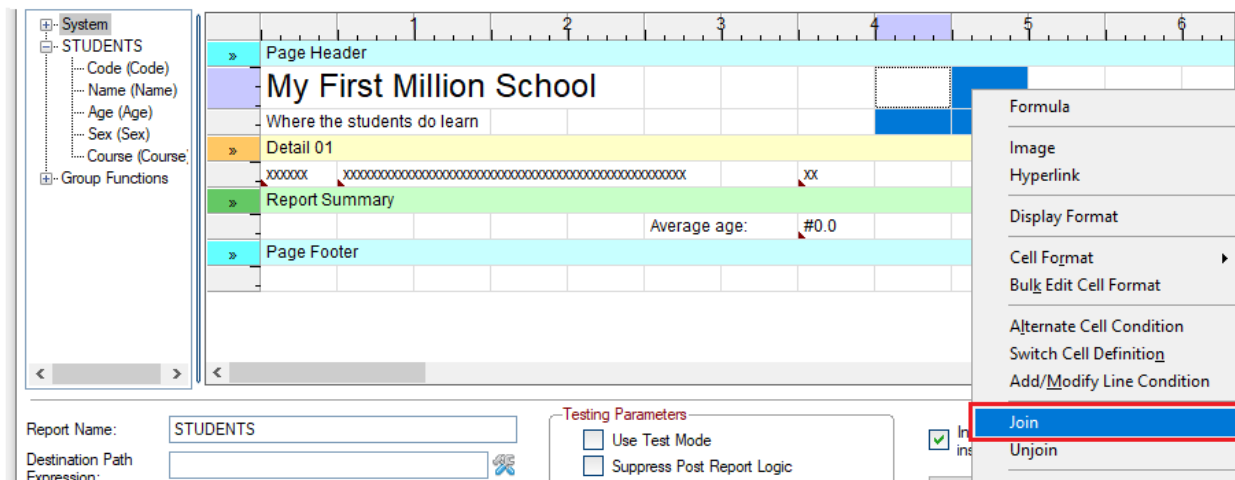 System
STUDENTS
Code (Code)
Name (Name)
Age (Age)
Sex (Sex)
Course (Course)
Group Functions
1 2 3 4 5 6
» Page Header
My First Million School
Where the students do learn
» Detail 01
xxxxxx xxxxxxxxxxxxxxxxxxxxxxxxxxxxxxxxxxxxxxxxxxxxxxxxxx xx
» Report Summary
Average age: #0.0
» Page Footer
Formula
Image
Hyperlink
Display Format
Cell Format
Bulk Edit Cell Format
Alternate Cell Condition
Switch Cell Definition
Add/Modify Line Condition
Join
Unjoin
Report Name: STUDENTS
Destination Path
Expression:
Testing Parameters
Use Test Mode
Suppress Post Report Logic